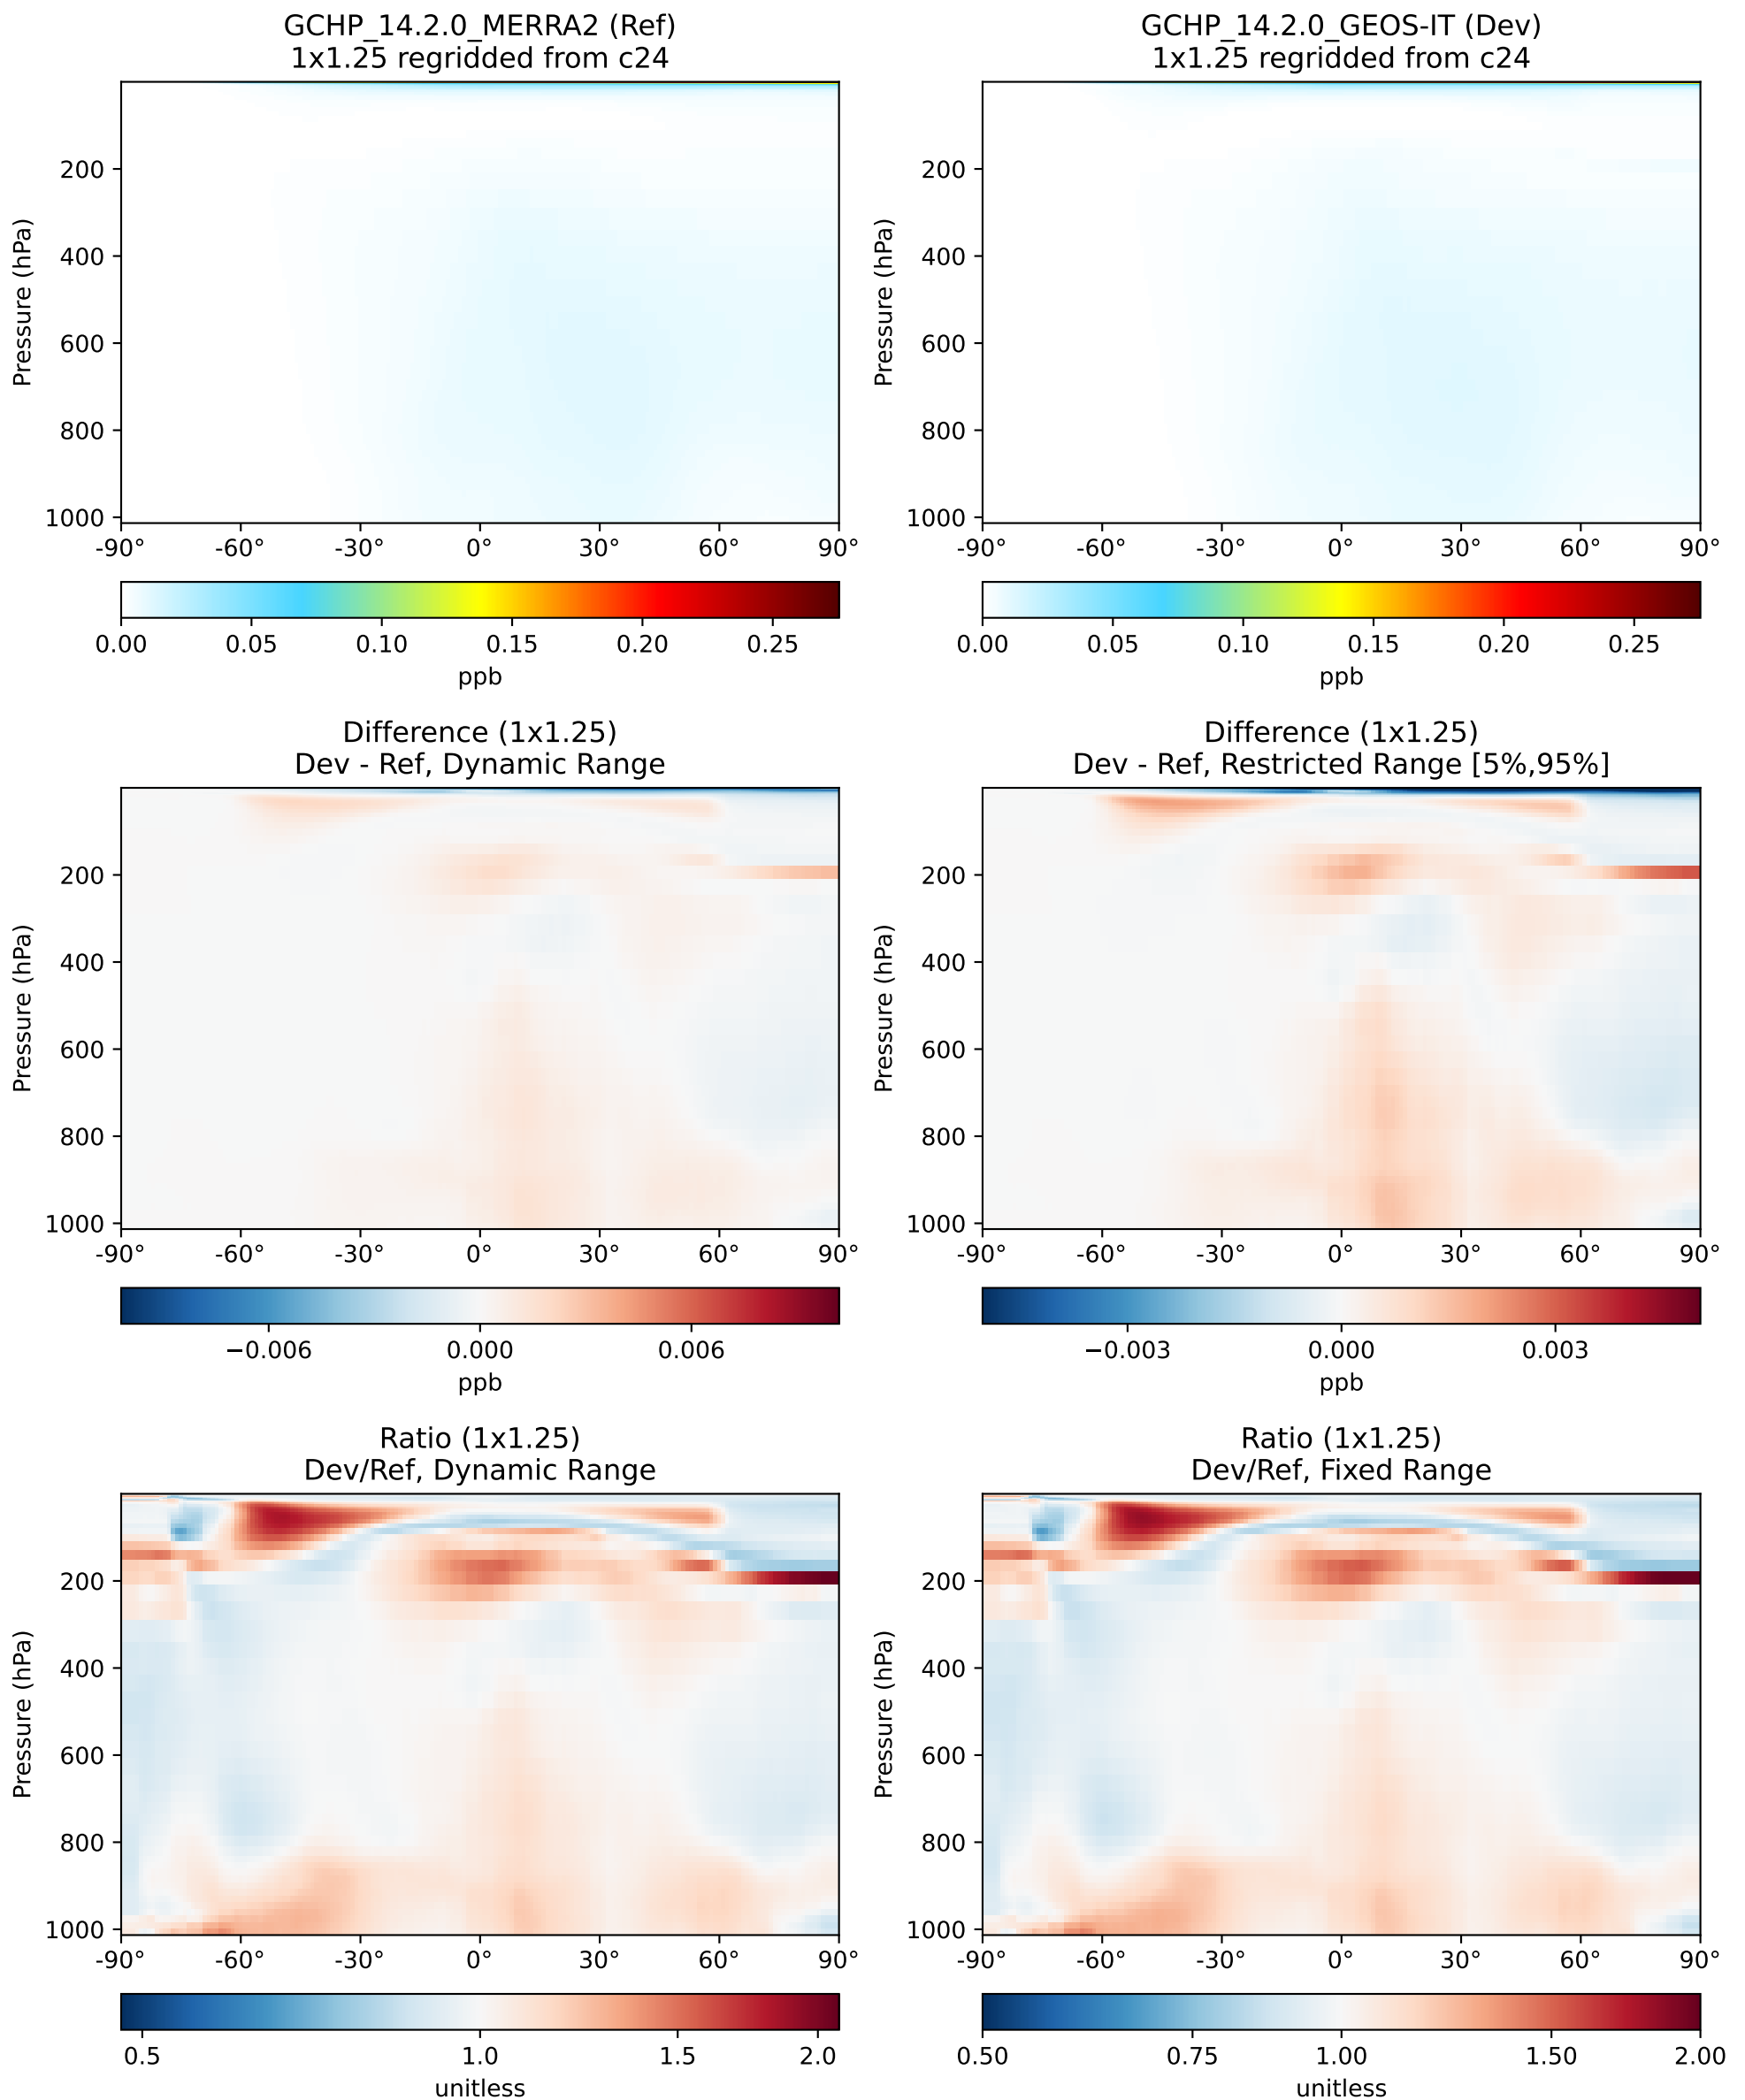 GCHP_14.2.0_MERRA2 (Ref)
1x1.25 regridded from c24
Pressure (hPa)
200
400
600
800
1000
-90° -60° -30° 0° 30° 60° 90°
0.00 0.05 0.10 0.15 0.20 0.25
ppb
GCHP_14.2.0_GEOS-IT (Dev)
1x1.25 regridded from c24
Pressure (hPa)
200
400
600
800
1000
-90° -60° -30° 0° 30° 60° 90°
0.00 0.05 0.10 0.15 0.20 0.25
ppb
Difference (1x1.25)
Dev - Ref, Dynamic Range
Pressure (hPa)
200
400
600
800
1000
-90° -60° -30° 0° 30° 60° 90°
−0.006 0.000 0.006
ppb
Difference (1x1.25)
Dev - Ref, Restricted Range [5%,95%]
Pressure (hPa)
200
400
600
800
1000
-90° -60° -30° 0° 30° 60° 90°
−0.003 0.000 0.003
ppb
Ratio (1x1.25)
Dev/Ref, Dynamic Range
Pressure (hPa)
200
400
600
800
1000
-90° -60° -30° 0° 30° 60° 90°
0.5 1.0 1.5 2.0
unitless
Ratio (1x1.25)
Dev/Ref, Fixed Range
Pressure (hPa)
200
400
600
800
1000
-90° -60° -30° 0° 30° 60° 90°
0.50 0.75 1.00 1.50 2.00
unitless